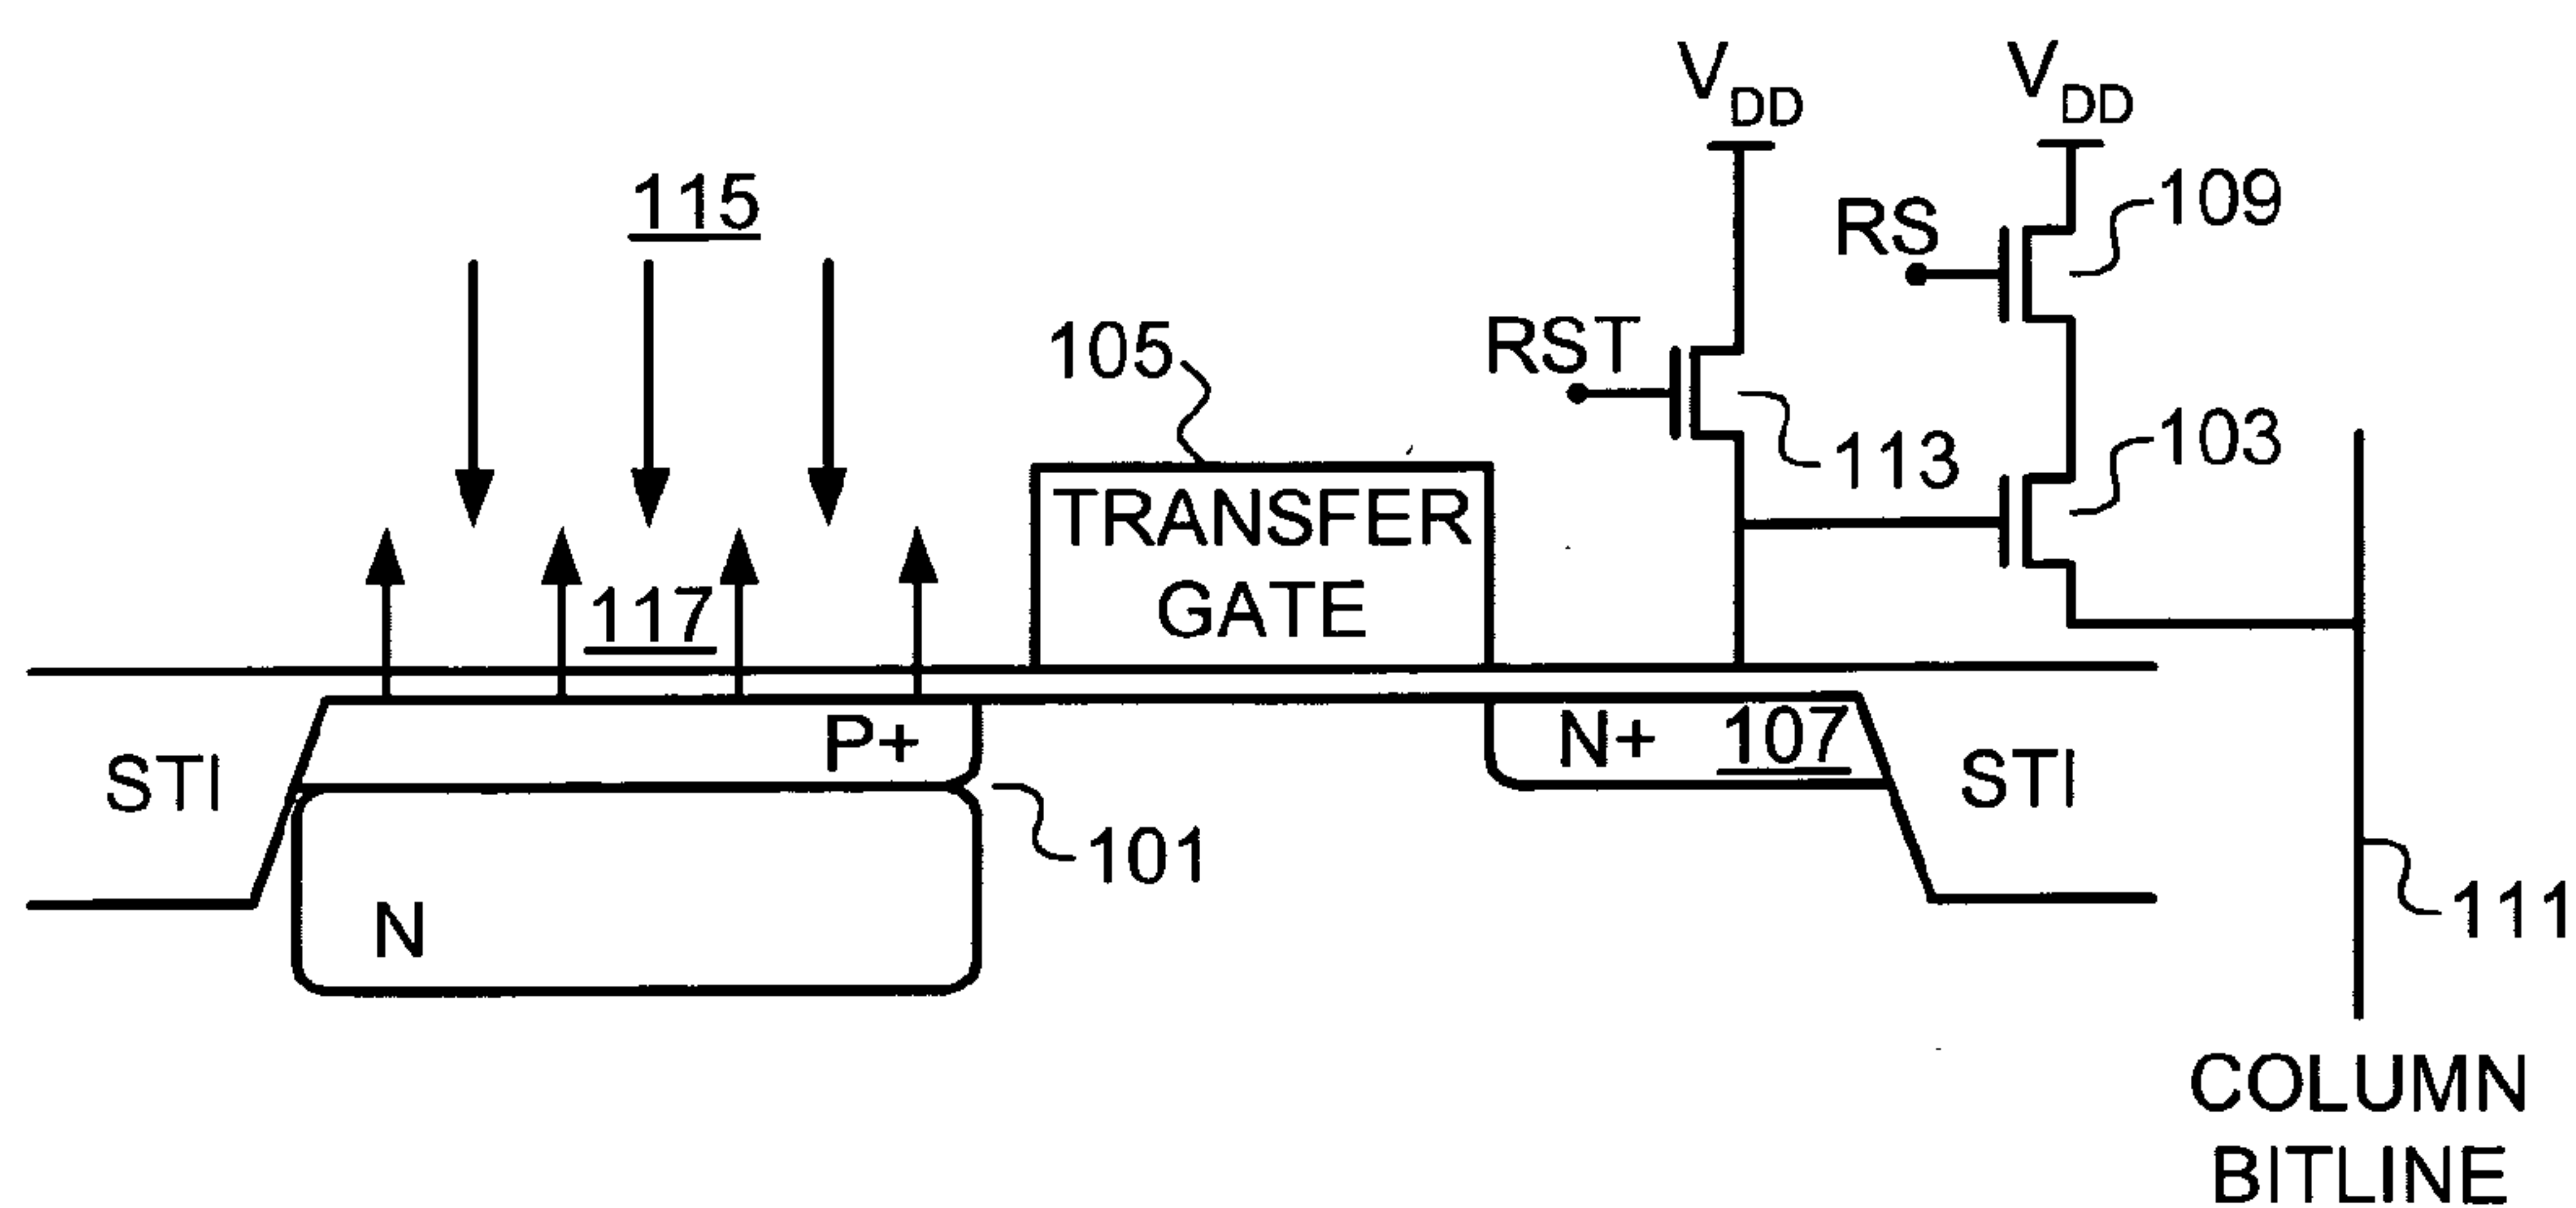 VDD
VDD
115
109
RS
RST
105
103
113
TRANSFER
GATE
117
P+
N+
107
STI
STI
101
N
111
COLUMN
BITLINE